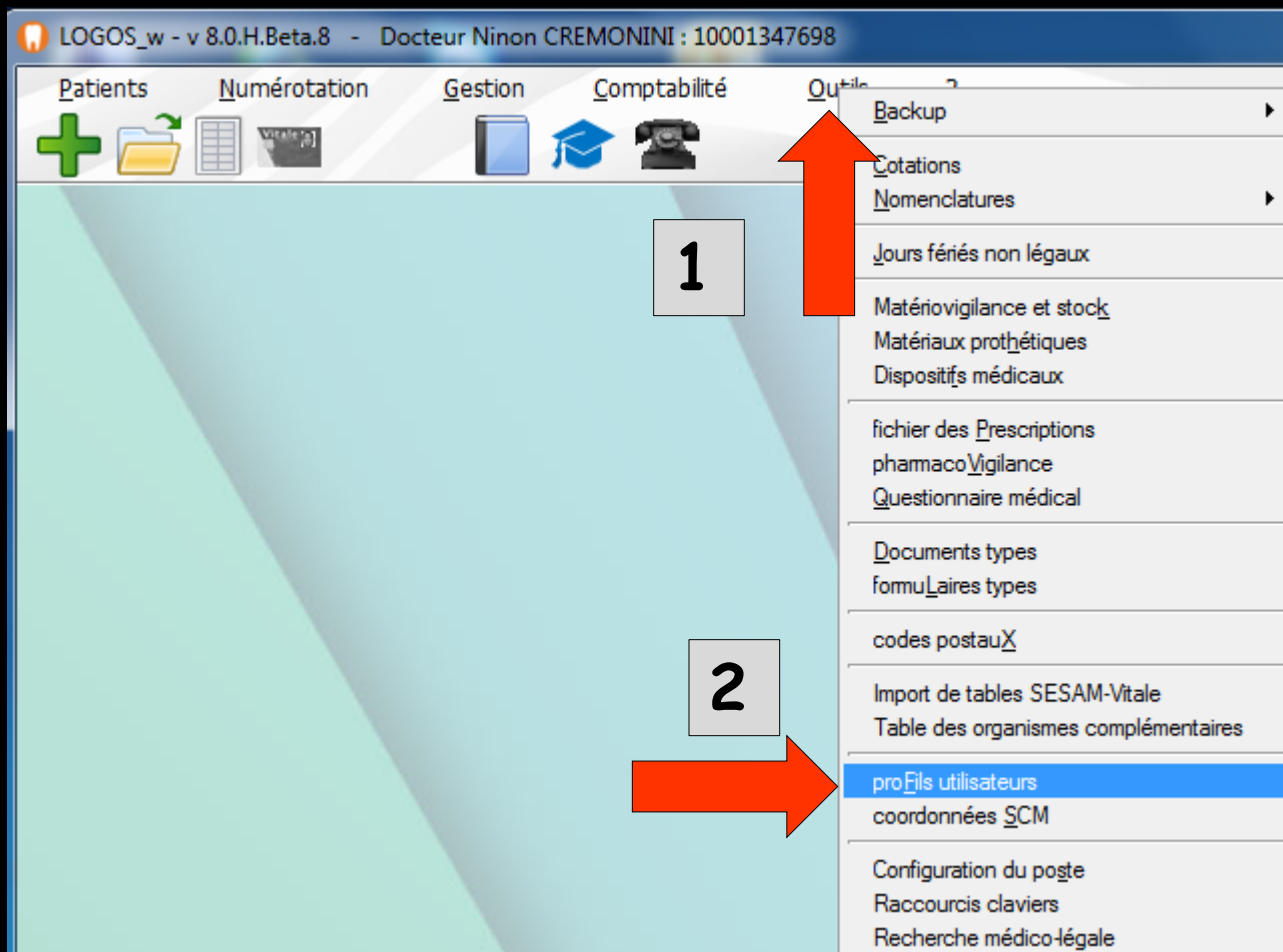 LOGOS_w - v 8.0.H.Beta.8 - Docteur Ninon CREMONINI : 10001347698
Patients Numérotation Gestion Comptabilité Outils ?
Vitale
Backup
Cotations
Nomenclatures
1
Jours fériés non légaux
Matériovigilance et stock
Matériaux prothétiques
Dispositifs médicaux
fichier des Prescriptions
pharmacoVigilance
Questionnaire médical
Documents types
formuLaires types
codes postauX
2
Import de tables SESAM-Vitale
Table des organismes complémentaires
proFils utilisateurs
coordonnées SCM
Configuration du poste
Raccourcis claviers
Recherche médico-légale